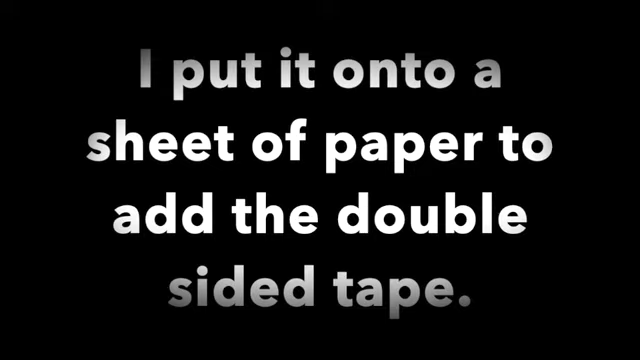 I put it onto a
sheet of paper to
add the double
sided tape.